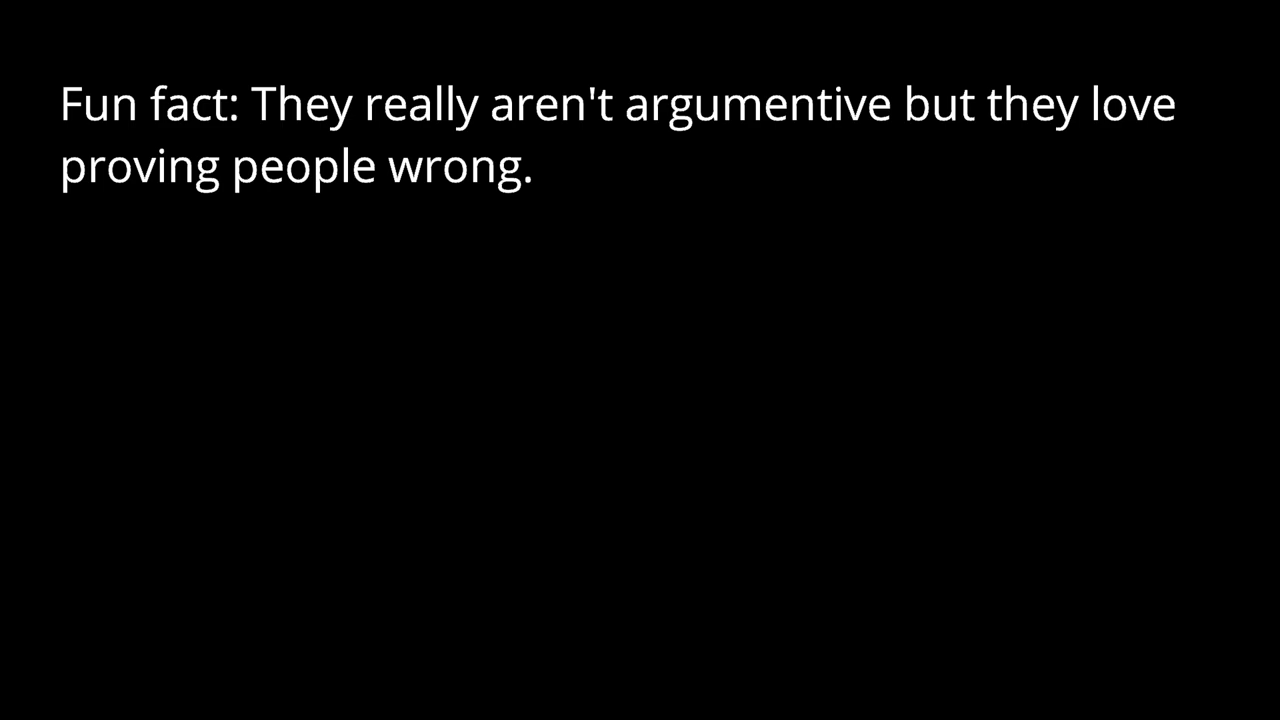 Fun fact: They really aren't argumentive but they love
proving people wrong.